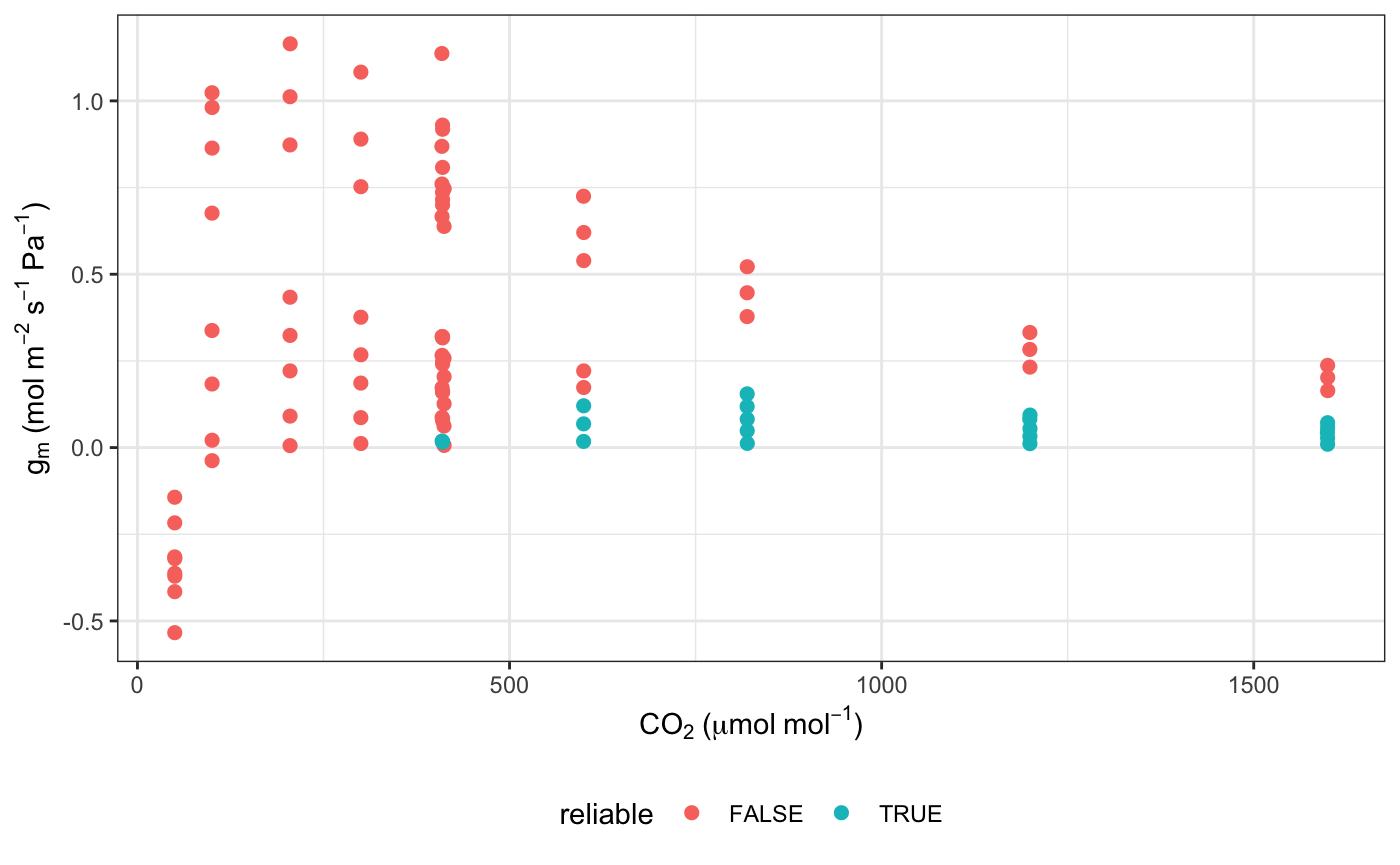 1.0
0.5
0.0
-0.5
gₘ (mol m⁻² s⁻¹ Pa⁻¹)
0 500 1000 1500
CO₂ (μmol mol⁻¹)
reliable FALSE TRUE